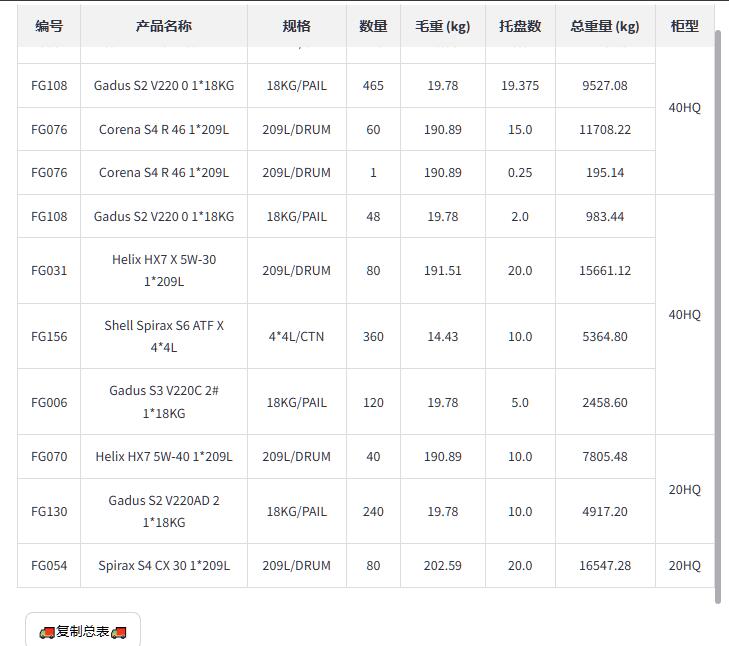 编号 产品名称 规格 数量 毛重 (kg) 托盘数 总重量 (kg) 柜型
FG108 Gadus S2 V220 0 1*18KG 18KG/PAIL 465 19.78 19.375 9527.08 40HQ
FG076 Corena S4 R 46 1*209L 209L/DRUM 60 190.89 15.0 11708.22
FG076 Corena S4 R 46 1*209L 209L/DRUM 1 190.89 0.25 195.14
FG108 Gadus S2 V220 0 1*18KG 18KG/PAIL 48 19.78 2.0 983.44 40HQ
FG031 Helix HX7 X 5W-30
1*209L 209L/DRUM 80 191.51 20.0 15661.12
FG156 Shell Spirax S6 ATF X
4*4L 4*4L/CTN 360 14.43 10.0 5364.80
FG006 Gadus S3 V220C 2#
1*18KG 18KG/PAIL 120 19.78 5.0 2458.60
FG070 Helix HX7 5W-40 1*209L 209L/DRUM 40 190.89 10.0 7805.48 20HQ
FG130 Gadus S2 V220AD 2
1*18KG 18KG/PAIL 240 19.78 10.0 4917.20
FG054 Spirax S4 CX 30 1*209L 209L/DRUM 80 202.59 20.0 16547.28 20HQ
🚛复制总表🚛